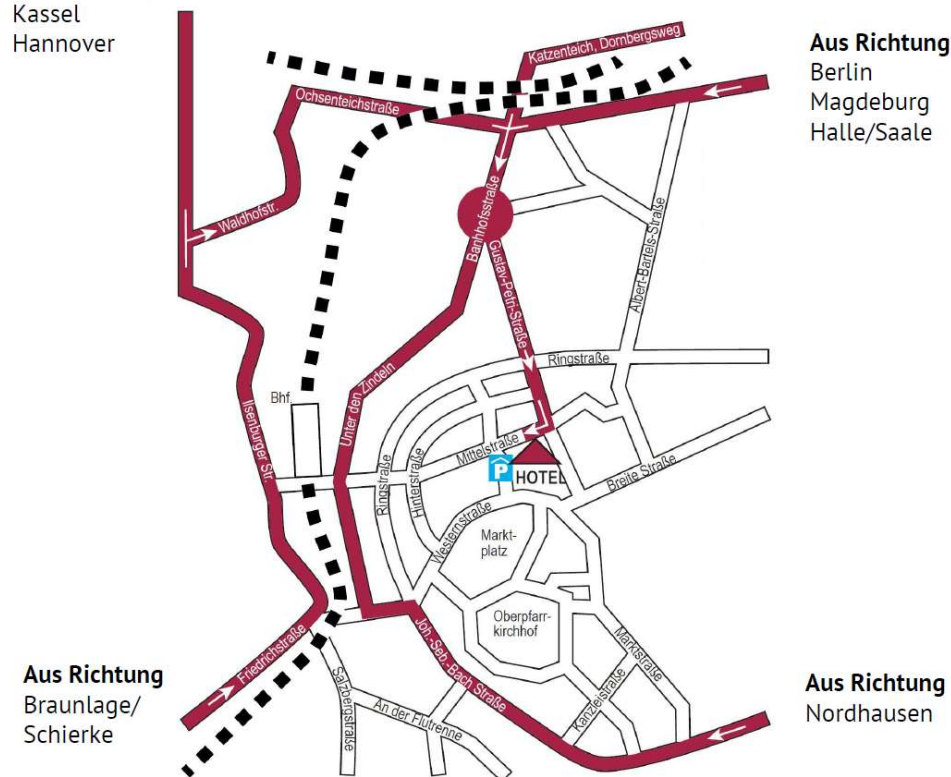 Kassel
Hannover
Katzenteich, Dornbergsweg
Aus Richtung
Berlin
Magdeburg
Halle/Saale
Ochsenteichstraße
Waldhofstr.
Banhhofsstraße
Albert-Bartels-Straße
Gustav-Petri-Straße
Ringstraße
Bhf.
Unter den Zindeln
Ilsenburger Str.
Mittelstraße
P
HOTEL
Breite Straße
Ringstraße
Hinterstraße
Westernstraße
Markt-
platz
Oberpfarr-
kirchhof
Joh.-Seb.-Bach Straße
Marktstraße
Friedrichstraße
Salzbergstraße
An der Flutrenne
Kanzleistraße
Aus Richtung
Braunlage/
Schierke
Aus Richtung
Nordhausen